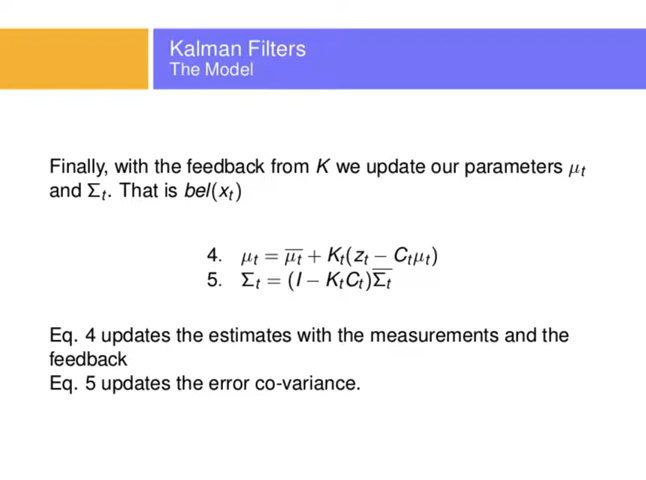 Kalman Filters
The Model
Finally, with the feedback from K we update our parameters μₜ
and Σₜ. That is bel(xₜ)
4. μₜ = μ̅ₜ + Kₜ(zₜ − Cₜμₜ)
5. Σₜ = (I − KₜCₜ)Σ̅ₜ
Eq. 4 updates the estimates with the measurements and the
feedback
Eq. 5 updates the error co-variance.